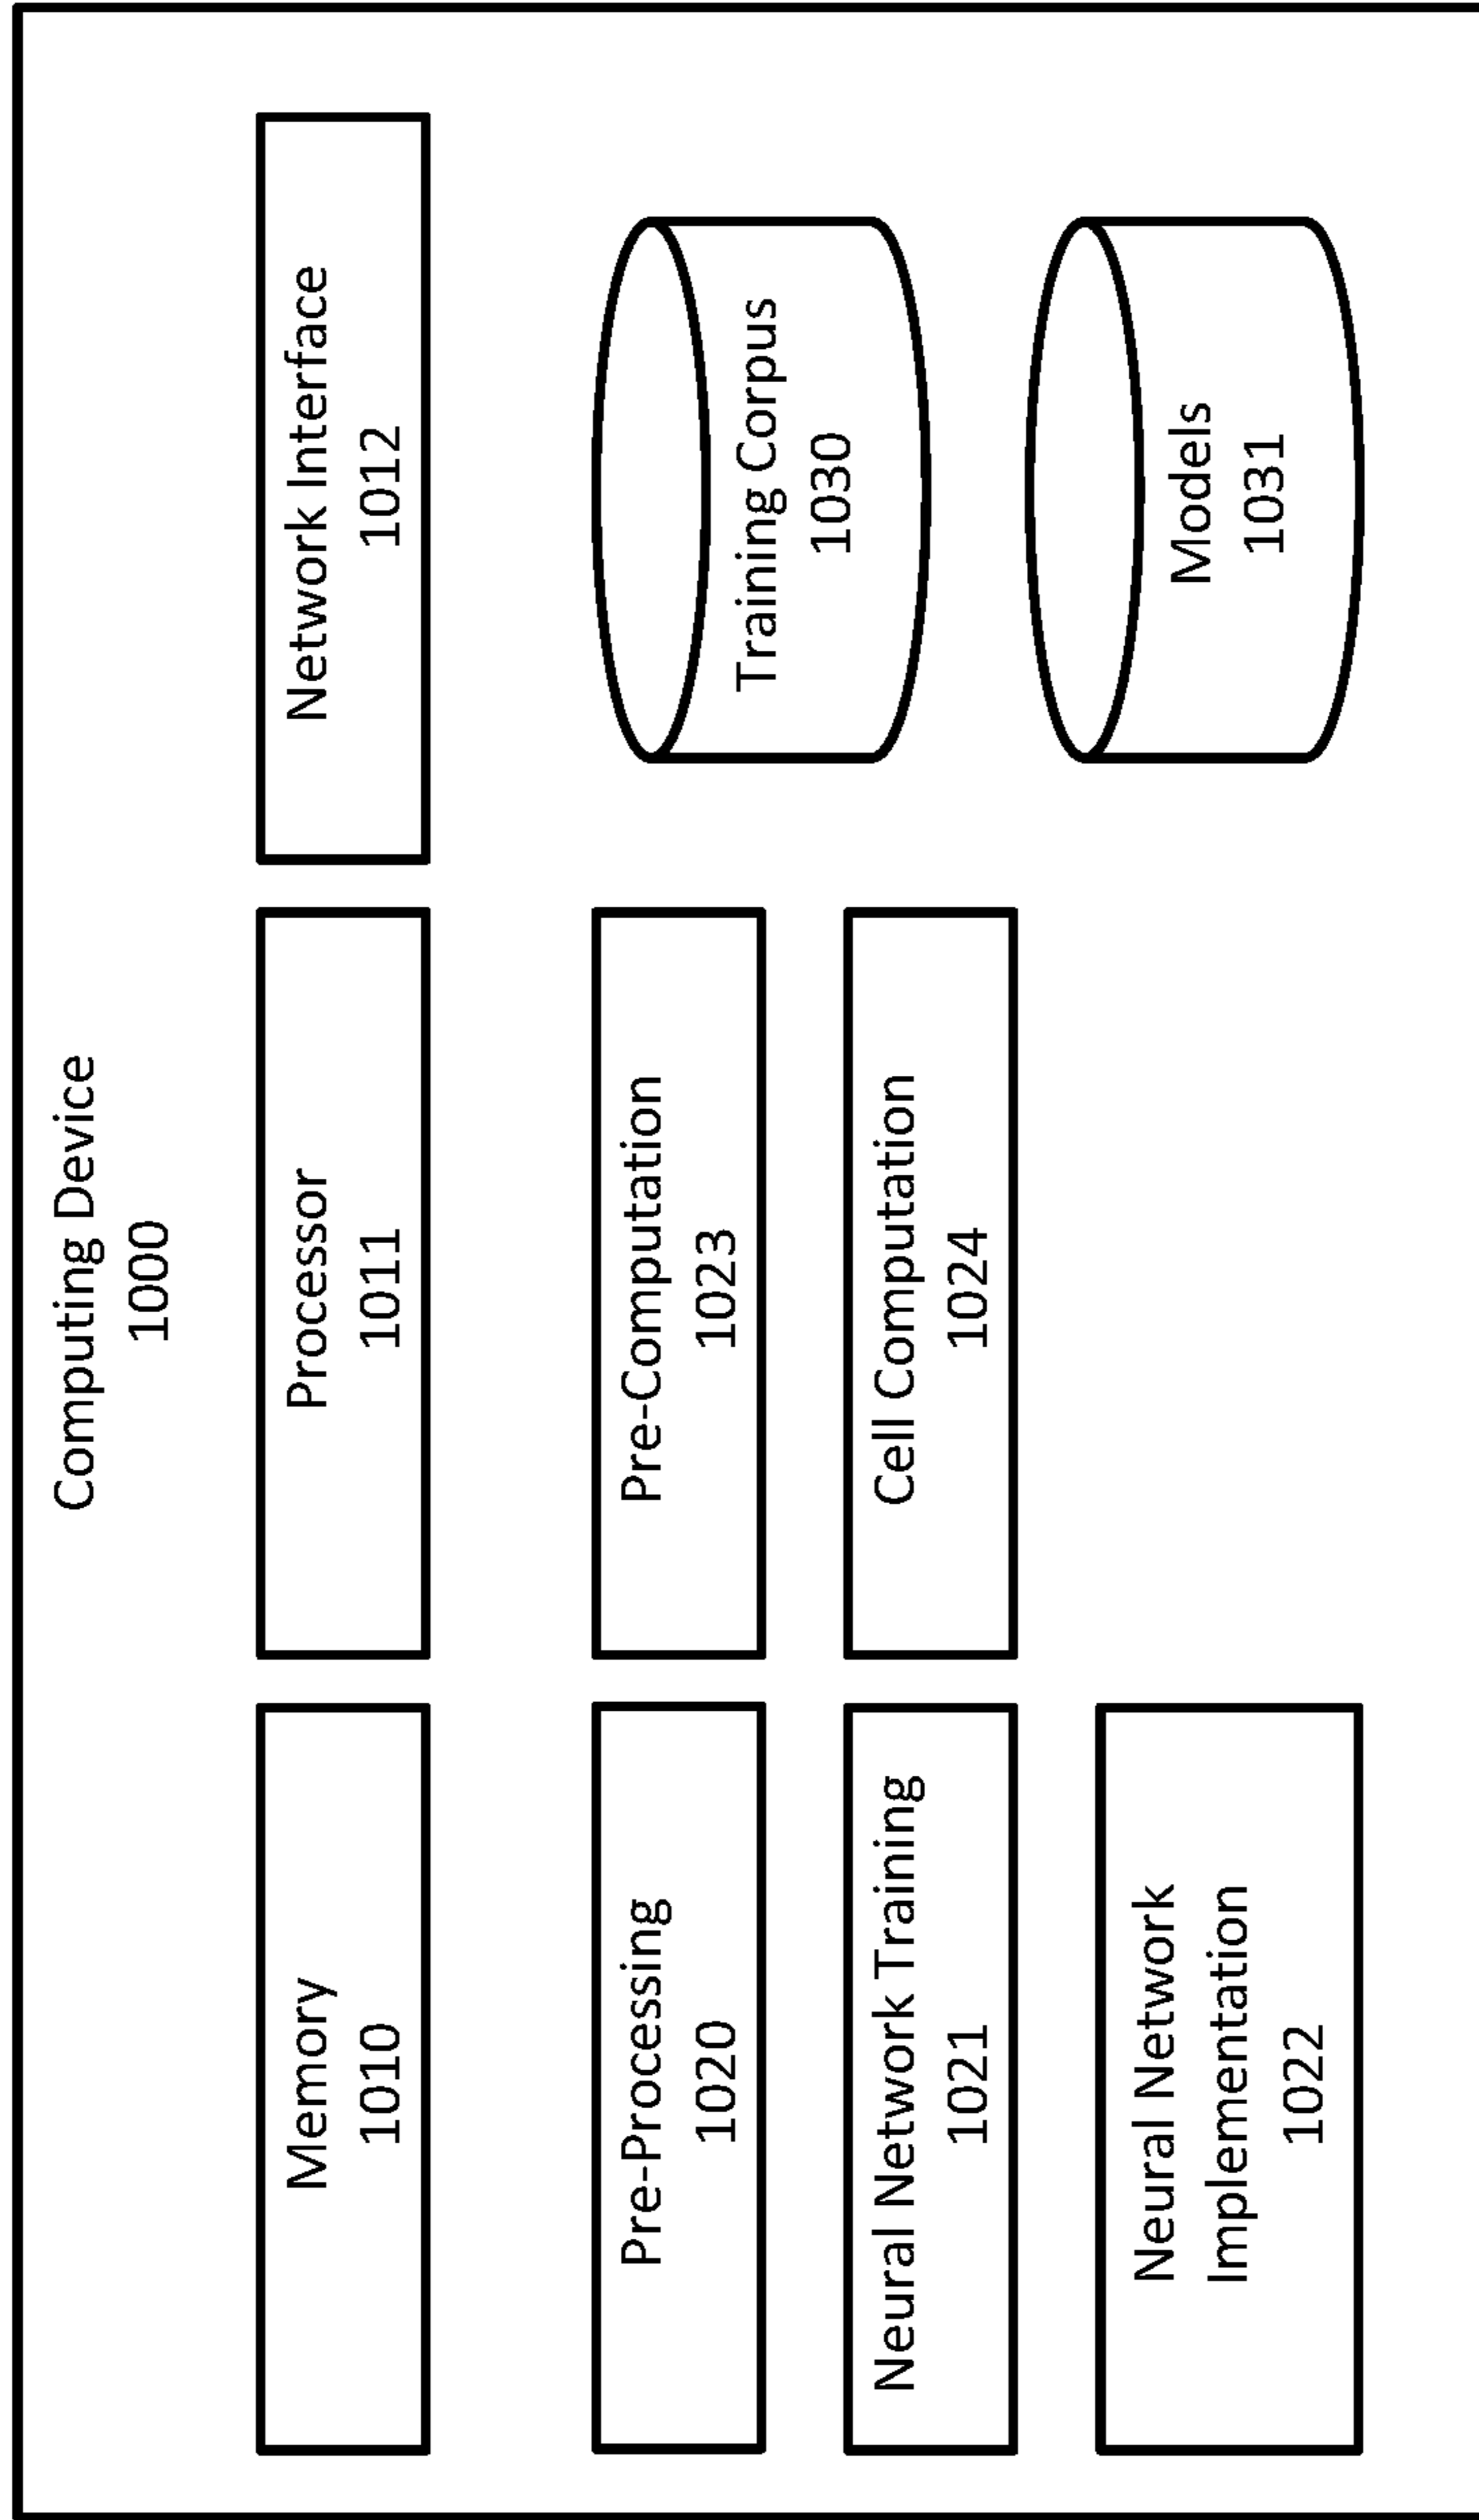 Computing Device
1000
Memory
1010
Processor
1011
Network Interface
1012
Pre-Processing
1020
Pre-Computation
1023
Training Corpus
1030
Neural Network Training
1021
Cell Computation
1024
Models
1031
Neural Network
Implementation
1022